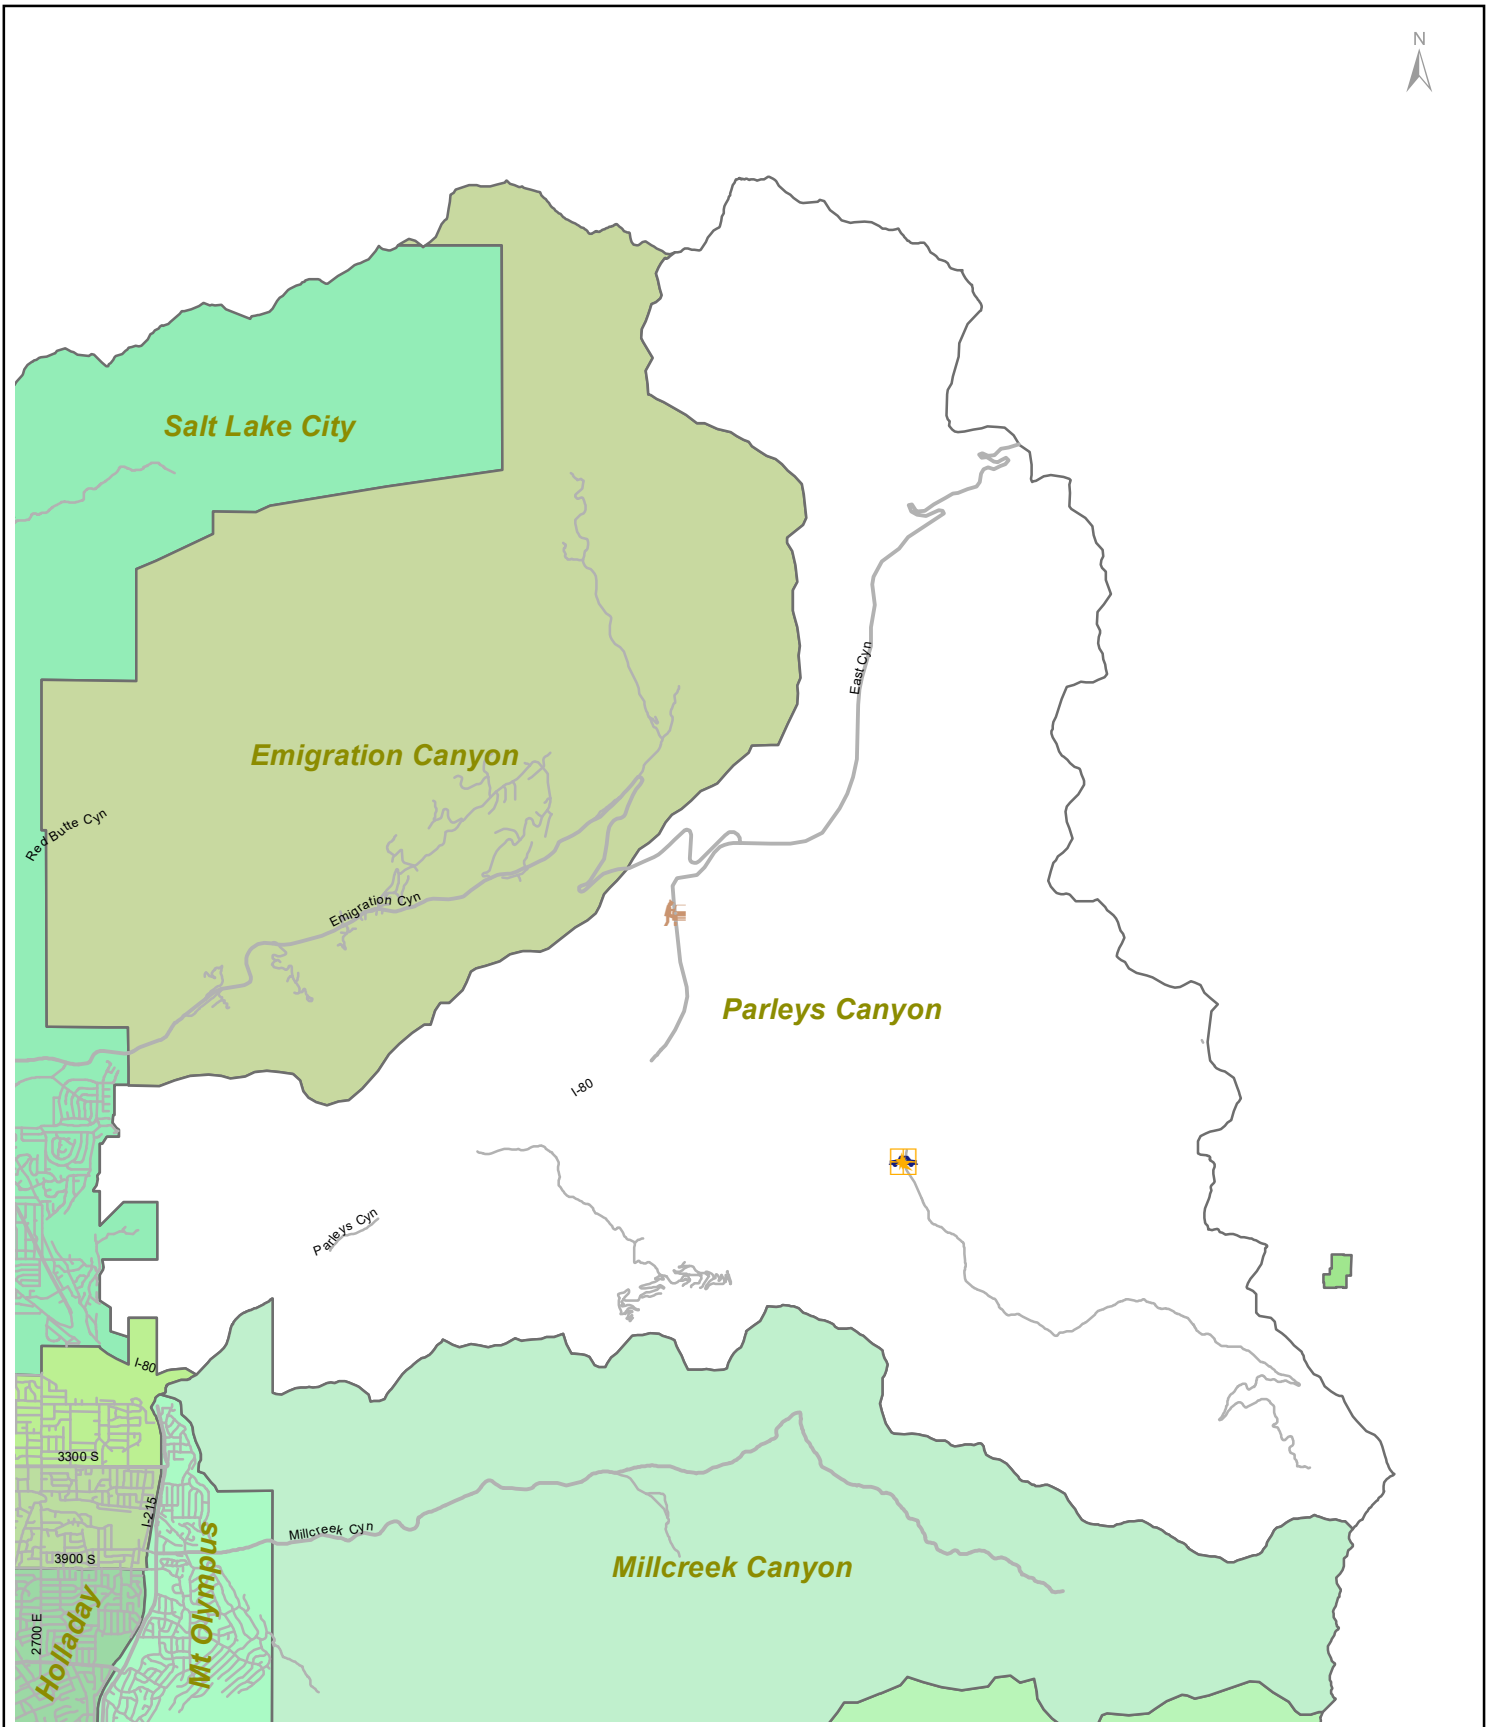 N
Salt Lake City
East Cyn
Emigration Canyon
Red Butte Cyn
Emigration Cyn
Parleys Canyon
I-80
Parleys Cyn
I-80
3300 S
I-215
Millcreek Cyn
3900 S
Millcreek Canyon
Mt Olympus
Holladay
2700 E